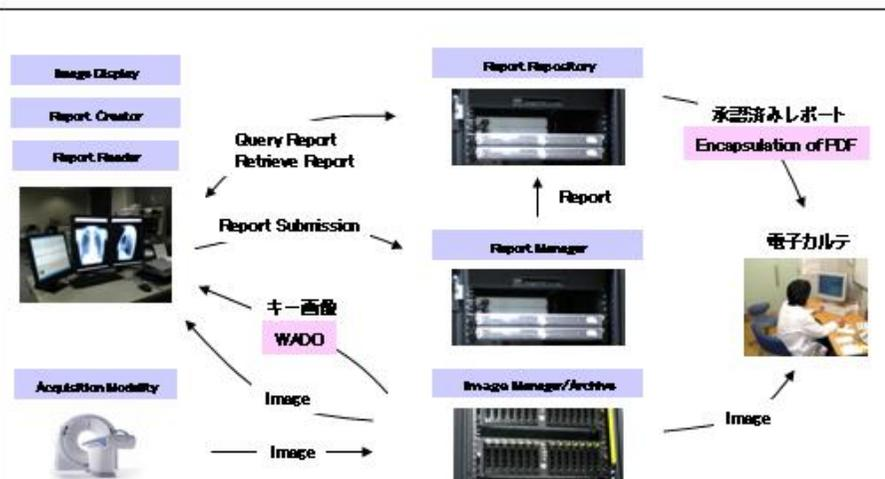 Image Display
Report Creator
Report Reader
Query Report
Retrieve Report
Report Submission
キー画像
WADO
Image
Acquisition Modality
Image
Report Repository
Report
Report Manager
Image Manager/Archive
承認済みレポート
Encapsulation of PDF
電子カルテ
Image